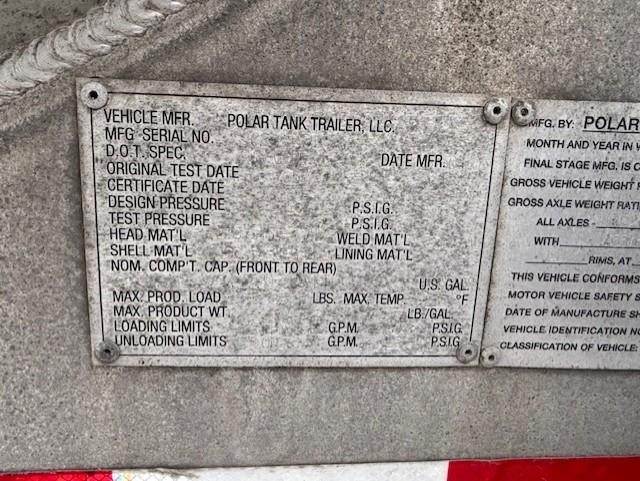 VEHICLE MFR. POLAR TANK TRAILER, LLC.
MFG SERIAL NO.
D.O.T. SPEC. DATE MFR.
ORIGINAL TEST DATE
CERTIFICATE DATE
DESIGN PRESSURE P.S.I.G.
TEST PRESSURE P.S.I.G.
HEAD MAT'L WELD MAT'L
SHELL MAT'L LINING MAT'L
NOM. COMP'T. CAP. (FRONT TO REAR)
U.S. GAL.
MAX. PROD. LOAD LBS. MAX. TEMP. °F
MAX. PRODUCT WT. LB./GAL.
LOADING LIMITS G.P.M. P.S.I.G.
UNLOADING LIMITS G.P.M. P.S.I.G.
MFG. BY: POLAR
MONTH AND YEAR IN
FINAL STAGE MFG. IS
GROSS VEHICLE WEIGHT
GROSS AXLE WEIGHT
ALL AXLES -
WITH
RIMS, AT
THIS VEHICLE CONFORMS
MOTOR VEHICLE SAFETY
DATE OF MANUFACTURE
VEHICLE IDENTIFICATION
CLASSIFICATION OF VEHICLE: